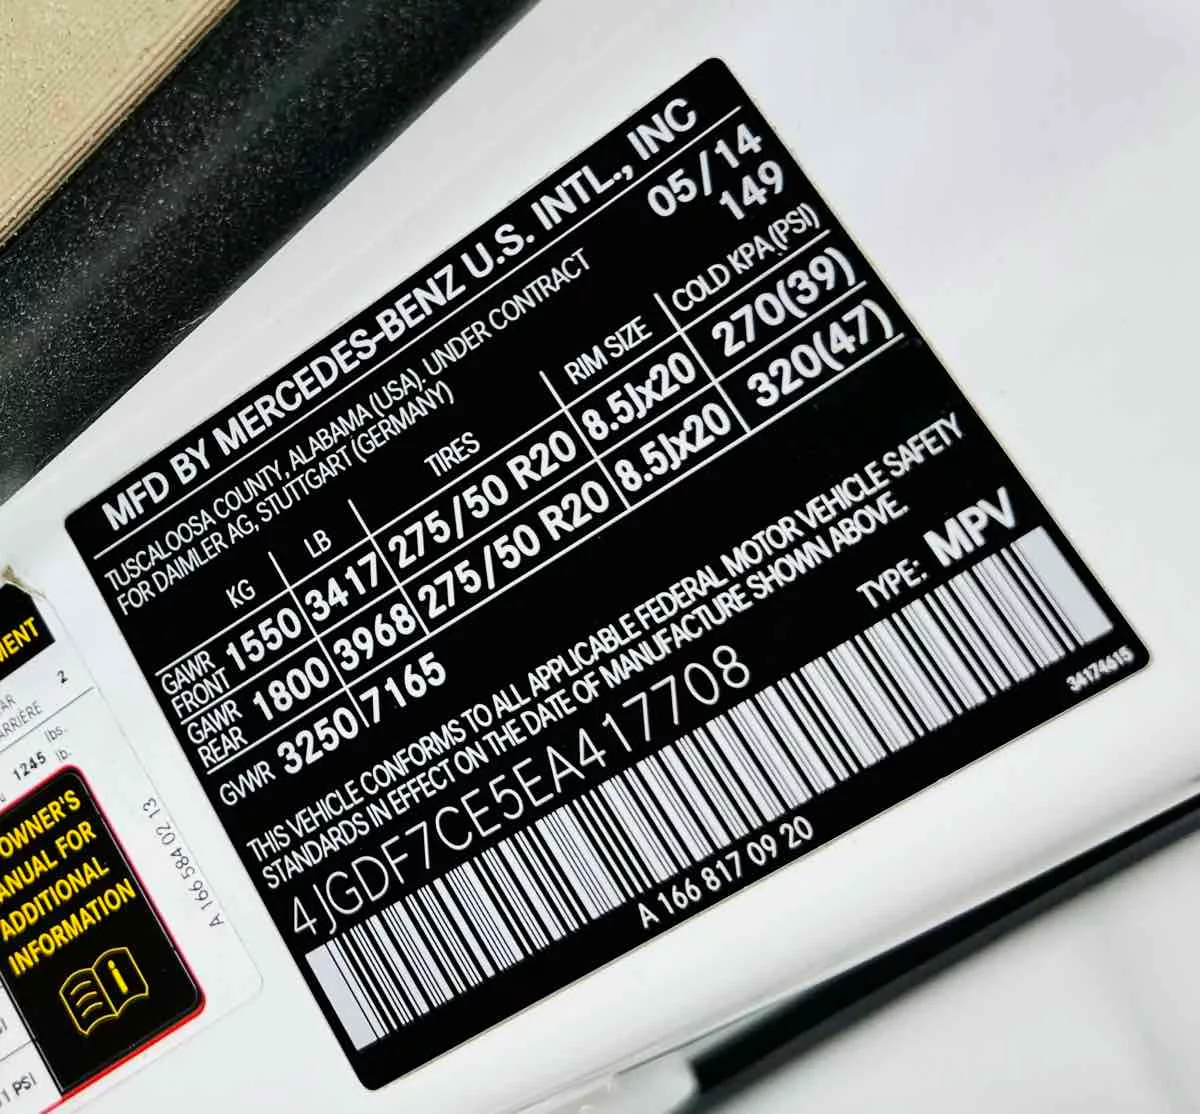 MFD BY MERCEDES-BENZ U.S. INTL., INC
TUSCALOOSA COUNTY, ALABAMA (USA), UNDER CONTRACT 05/14
FOR DAIMLER AG, STUTTGART (GERMANY) 149
KG LB TIRES RIM SIZE COLD KPA(PSI)
GAWR FRONT 1550 3417 275/50 R20 8.5Jx20 270(39)
GAWR REAR 1800 3968 275/50 R20 8.5Jx20 320(47)
GVWR 3250 7165
THIS VEHICLE CONFORMS TO ALL APPLICABLE FEDERAL MOTOR VEHICLE SAFETY
STANDARDS IN EFFECT ON THE DATE OF MANUFACTURE SHOWN ABOVE.
4JGDF7CE5EA417708 TYPE: MPV
34174615
A 166 817 09 20
2
1245 lbs.
lb.
OWNER'S
FOR
ADDITIONAL
INFORMATION
i
A 166 584 02 13
PSI